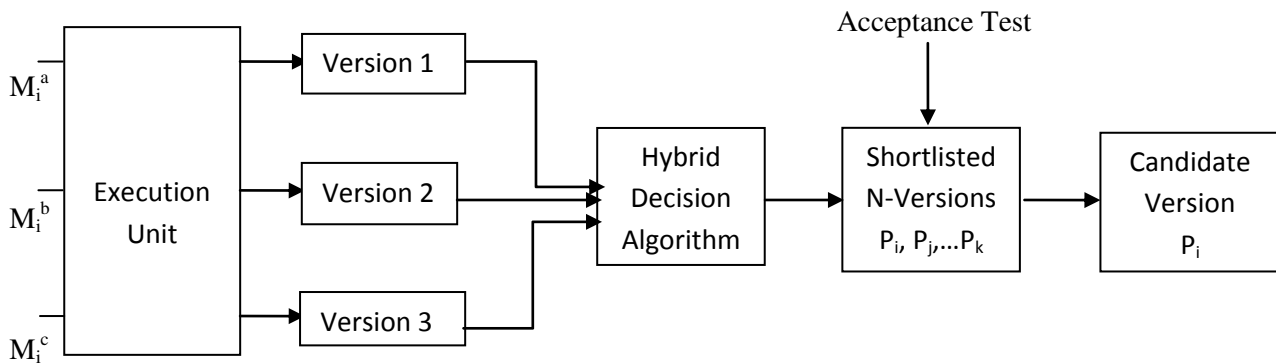 Acceptance Test
M_i^a
M_i^b
M_i^c
Execution
Unit
Version 1
Version 2
Version 3
Hybrid
Decision
Algorithm
Shortlisted
N-Versions
P_i, P_j,...P_k
Candidate
Version
P_i